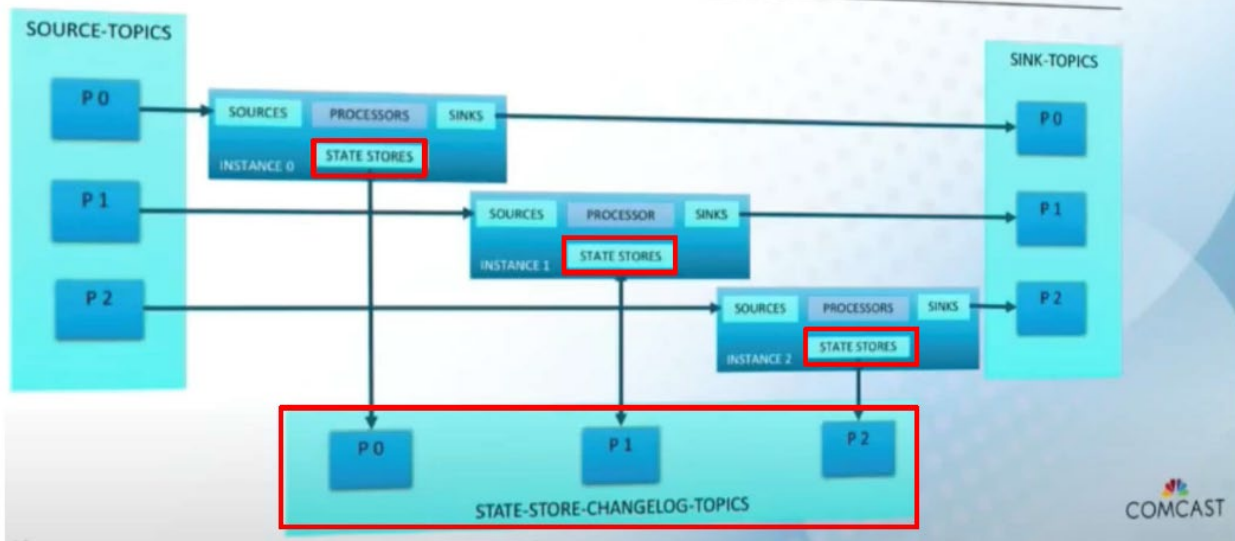 SOURCE-TOPICS
P 0
P 1
P 2
SOURCES PROCESSORS SINKS
STATE STORES
INSTANCE 0
SOURCES PROCESSOR SINKS
STATE STORES
INSTANCE 1
SOURCES PROCESSORS SINKS
STATE STORES
INSTANCE 2
SINK-TOPICS
P 0
P 1
P 2
P 0 P 1 P 2
STATE-STORE-CHANGELOG-TOPICS
COMCAST